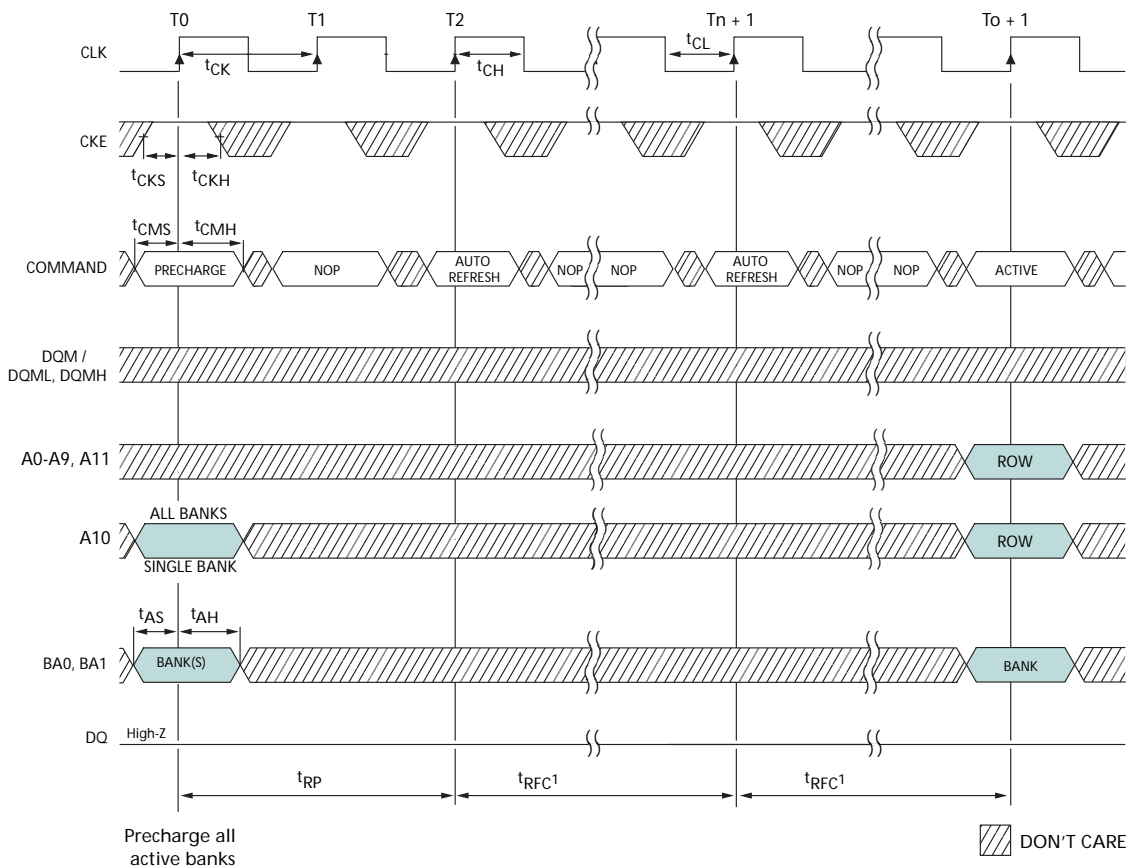 T0 T1 T2 Tn + 1 To + 1
CLK
tCK tCH tCL
CKE
tCKS tCKH
tCMS tCMH
COMMAND PRECHARGE NOP AUTO REFRESH NOP NOP AUTO REFRESH NOP NOP ACTIVE
DQM /
DQML, DQMH
A0-A9, A11 ROW
ALL BANKS
A10 ROW
SINGLE BANK
tAS tAH
BA0, BA1 BANK(S) BANK
DQ High-Z
tRP tRFC1 tRFC1
Precharge all
active banks
DON'T CARE